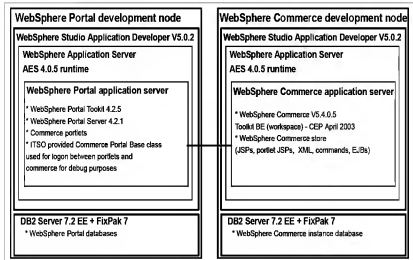 WebSphere Portal development node
WebSphere Studio Application Developer V5.0.2
WebSphere Application Server
AES 4.0.5 runtime
WebSphere Portal application server
* WebSphere Portal Toolkit 4.2.5
* WebSphere Portal Server 4.2.1
* Commerce portlets
* ITSO provided Commerce Portal Base class
used for logon between portlets and
commerce for debug purposes
DB2 Server 7.2 EE + FixPak 7
* WebSphere Portal databases
WebSphere Commerce development node
WebSphere Studio Application Developer V5.0.2
WebSphere Application Server
AES 4.0.5 runtime
WebSphere Commerce application server
* WebSphere Commerce V5.4.0.5
Toolkit BE (workspace) - CEP April 2003
* WebSphere Commerce store
(JSPs, portlet JSPs, XML, commands, EJBs)
DB2 Server 7.2 EE + FixPak 7
* WebSphere Commerce instance database